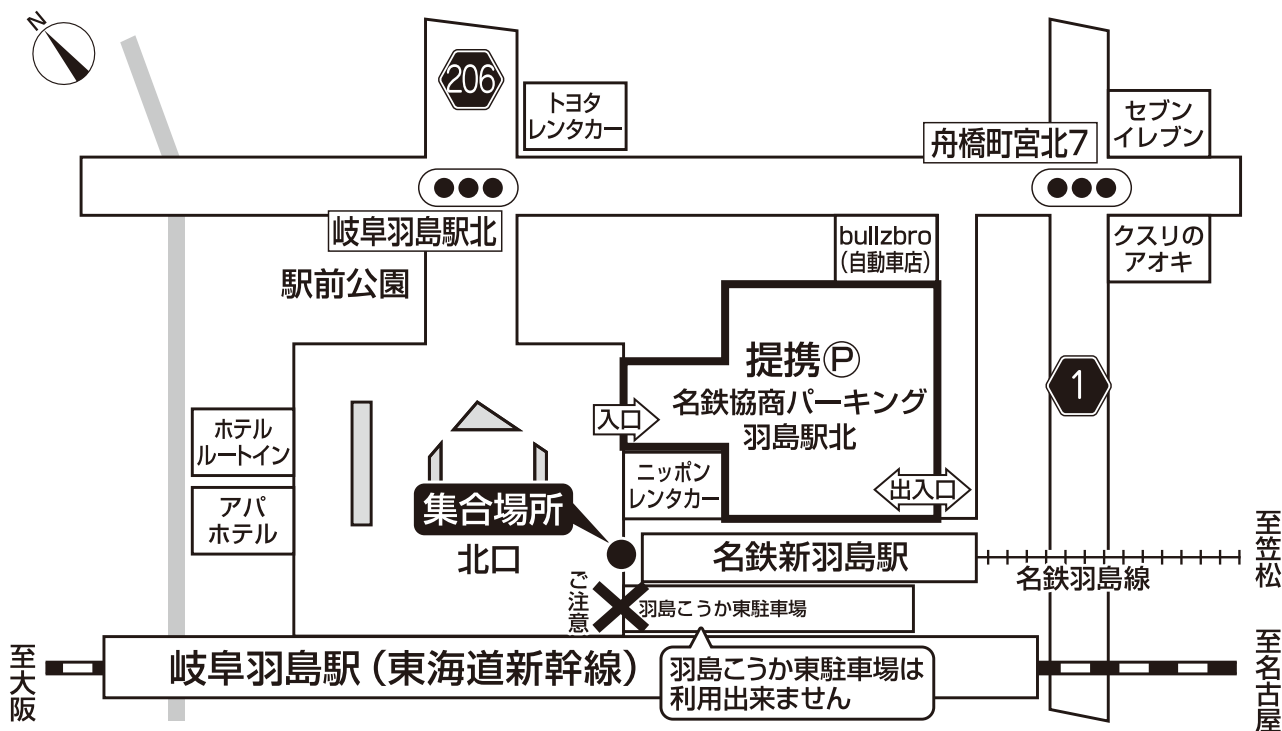 N
206
トヨタ
レンタカー
舟橋町宮北7
セブン
イレブン
岐阜羽島駅北
bullzbro
(自動車店)
クスリの
アオキ
駅前公園
提携Ⓟ
名鉄協商パーキング
羽島駅北
1
入口
ホテル
ルートイン
ニッポン
レンタカー
出入口
アパ
ホテル
集合場所
北口
名鉄新羽島駅
至笠松
名鉄羽島線
ご注意
羽島こうか東駐車場
至大阪
岐阜羽島駅(東海道新幹線)
羽島こうか東駐車場は
利用出来ません
至名古屋